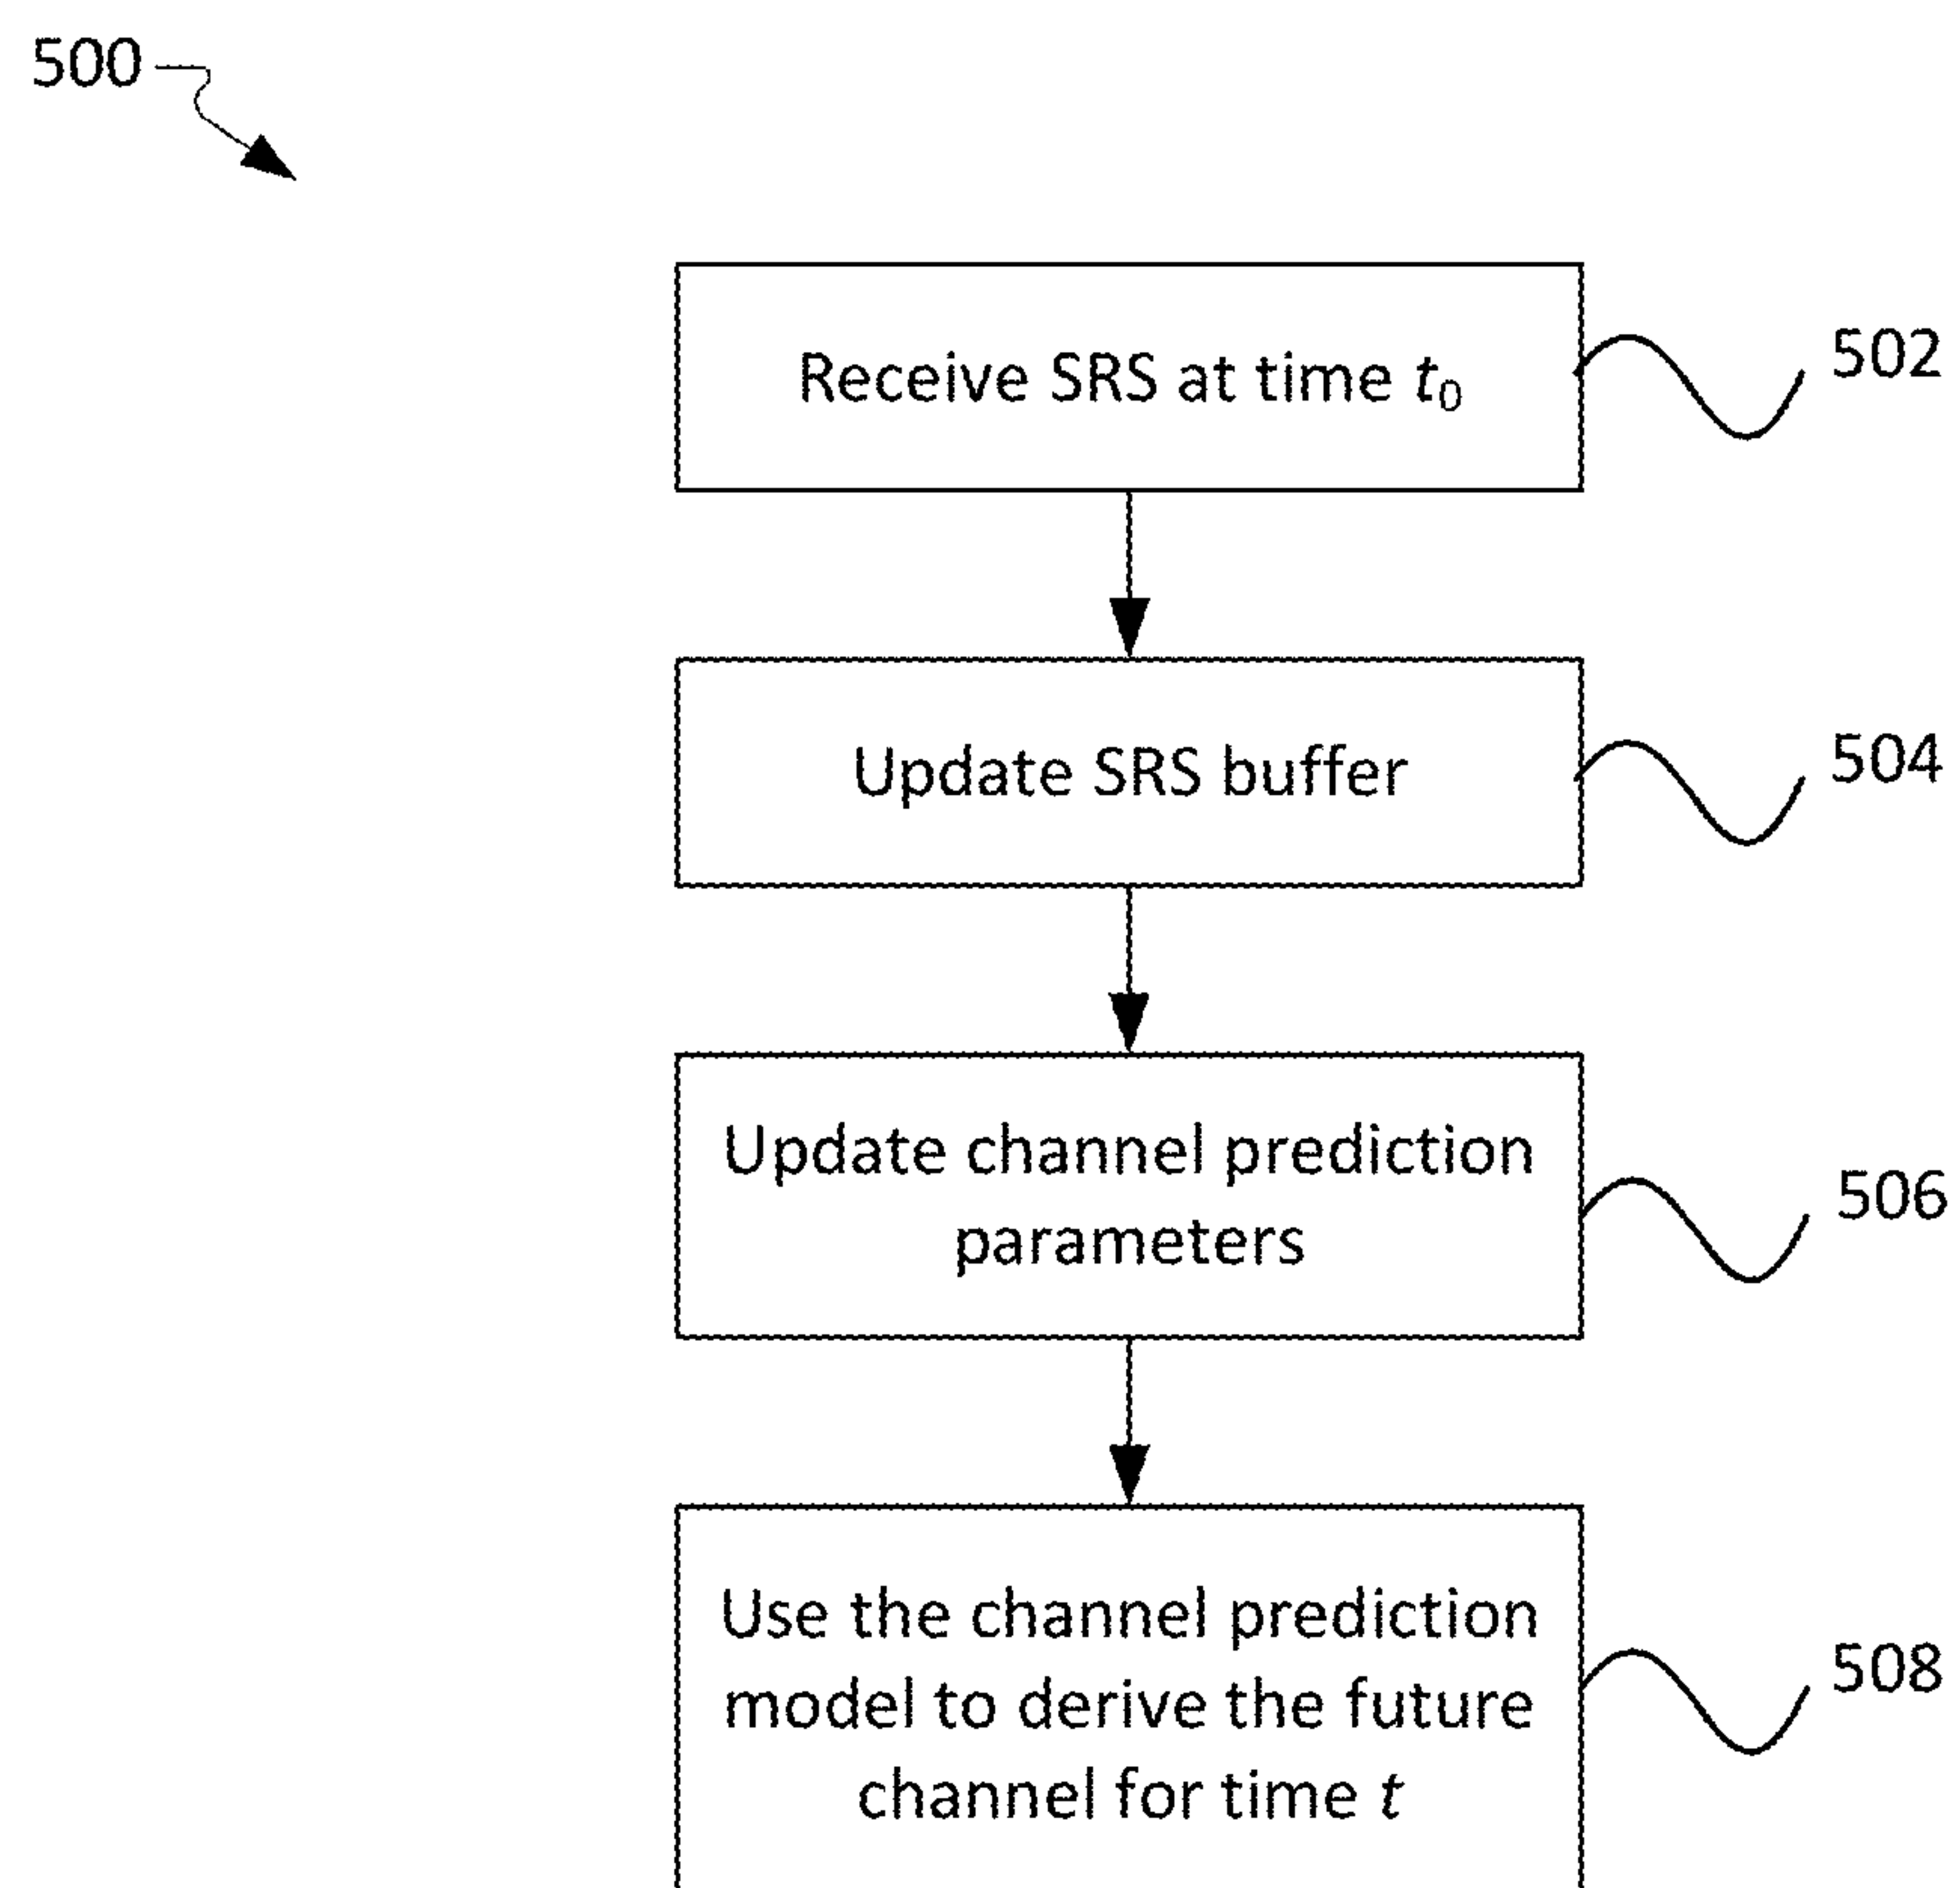 500
Receive SRS at time t₀
502
Update SRS buffer
504
Update channel prediction
parameters
506
Use the channel prediction
model to derive the future
channel for time t
508